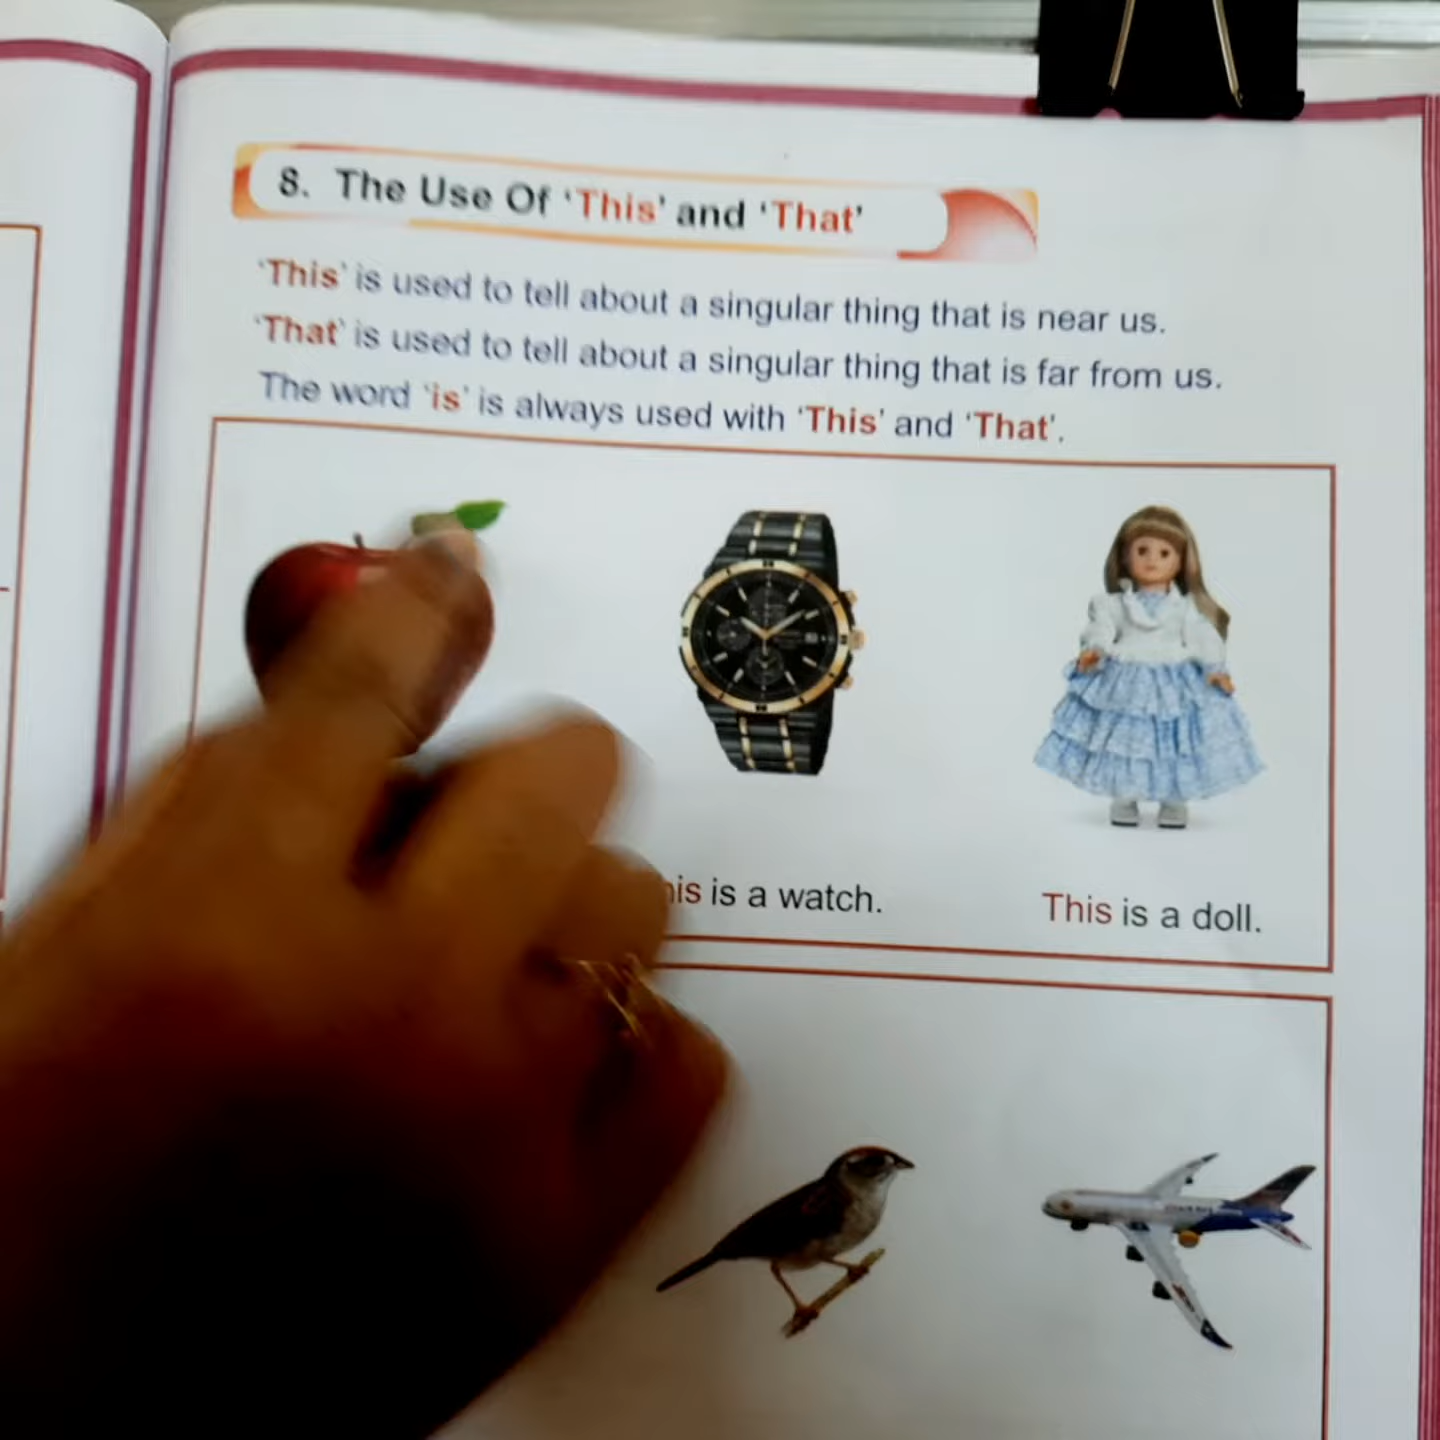 8. The Use Of ‘This’ and ‘That’
‘This’ is used to tell about a singular thing that is near us.
‘That’ is used to tell about a singular thing that is far from us.
The word ‘is’ is always used with ‘This’ and ‘That’.
is a watch.
This is a doll.